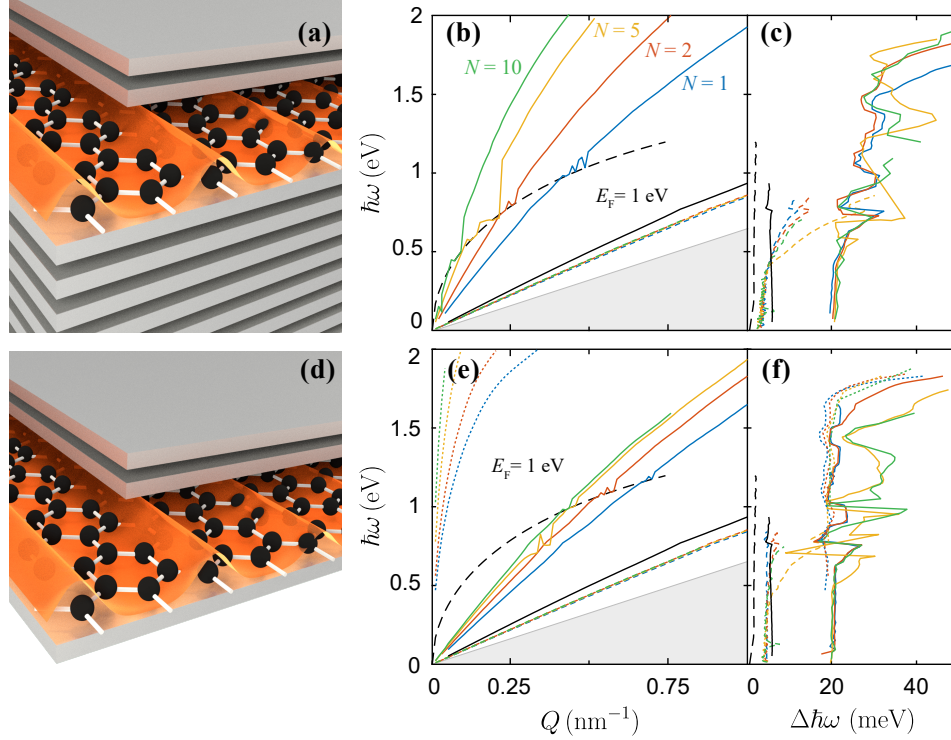 (a)
(b)
(c)
N = 10
N = 5
N = 2
N = 1
E_F = 1 eV
ħω (eV)
2
1.5
1
0.5
0
(d)
(e)
(f)
E_F = 1 eV
ħω (eV)
2
1.5
1
0.5
0
0 0.25 0.75 0 20 40
Q (nm⁻¹) Δħω (meV)